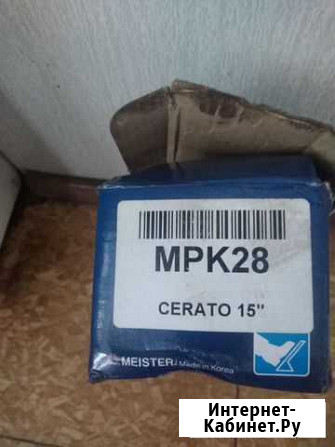 MPK28
CERATO 15"
MEISTER Made in Korea
Интернет-
Кабинет.Ру